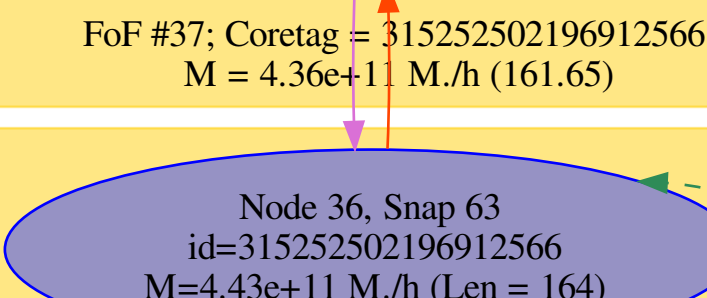 FoF #37; Coretag = 315252502196912566
M = 4.36e+11 M./h (161.65)
Node 36, Snap 63
id=315252502196912566
M=4.43e+11 M./h (Len = 164)